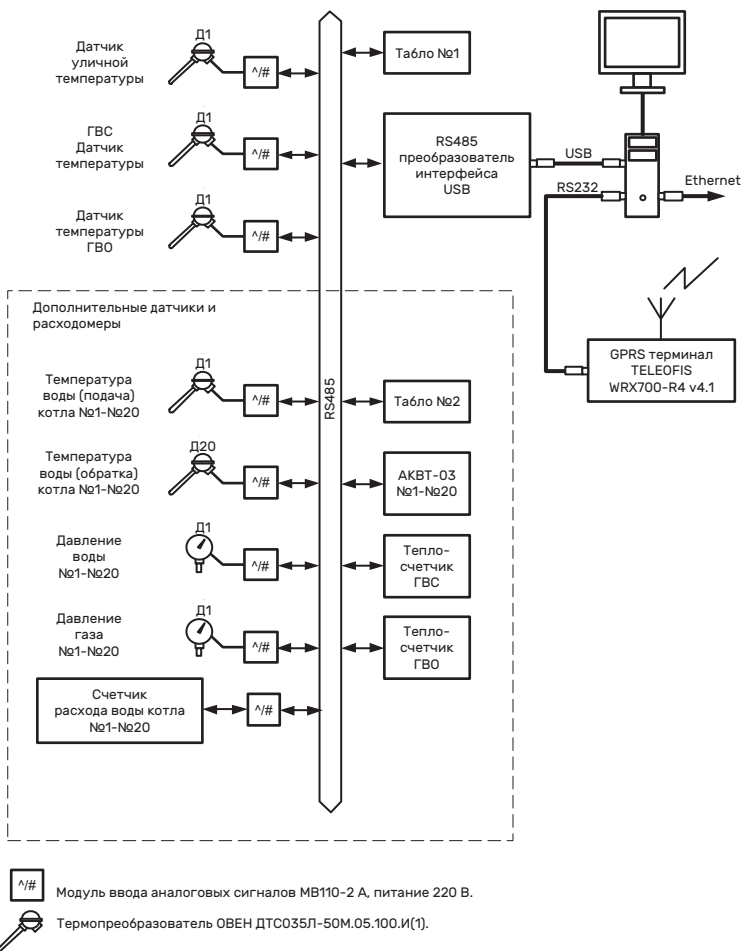 Датчик
уличной
температуры
Д1
^/#
Табло №1
ГВС
Датчик
температуры
Д1
^/#
RS485
преобразователь
интерфейса
USB
USB
RS232
Ethernet
Датчик
температуры
ГВО
Д1
^/#
Дополнительные датчики и
расходомеры
GPRS терминал
TELEOFIS
WRX700-R4 v4.1
RS485
Температура
воды (подача)
котла №1-№20
Д1
^/#
Табло №2
Температура
воды (обратка)
котла №1-№20
Д20
^/#
АКВТ-03
№1-№20
Давление
воды
№1-№20
Д1
^/#
Тепло-
счетчик
ГВС
Давление
газа
№1-№20
Д1
^/#
Тепло-
счетчик
ГВО
Счетчик
расхода воды котла
№1-№20
^/#
^/#
Модуль ввода аналоговых сигналов МВ110-2 А, питание 220 В.
Термопреобразователь ОВЕН ДТС035Л-50М.05.100.И(1).